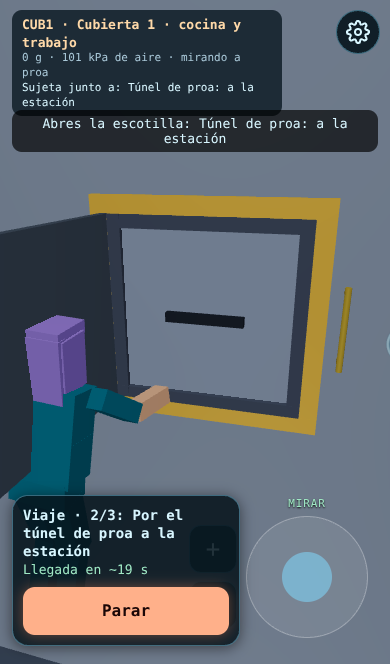 CUB1 · Cubierta 1 · cocina y
trabajo
0 g · 101 kPa de aire · mirando a
proa
Sujeta junto a: Túnel de proa: a la
estación
Abres la escotilla: Túnel de proa: a la
estación
Viaje · 2/3: Por el
túnel de proa a la
estación
Llegada en ~19 s
+
Parar
MIRAR